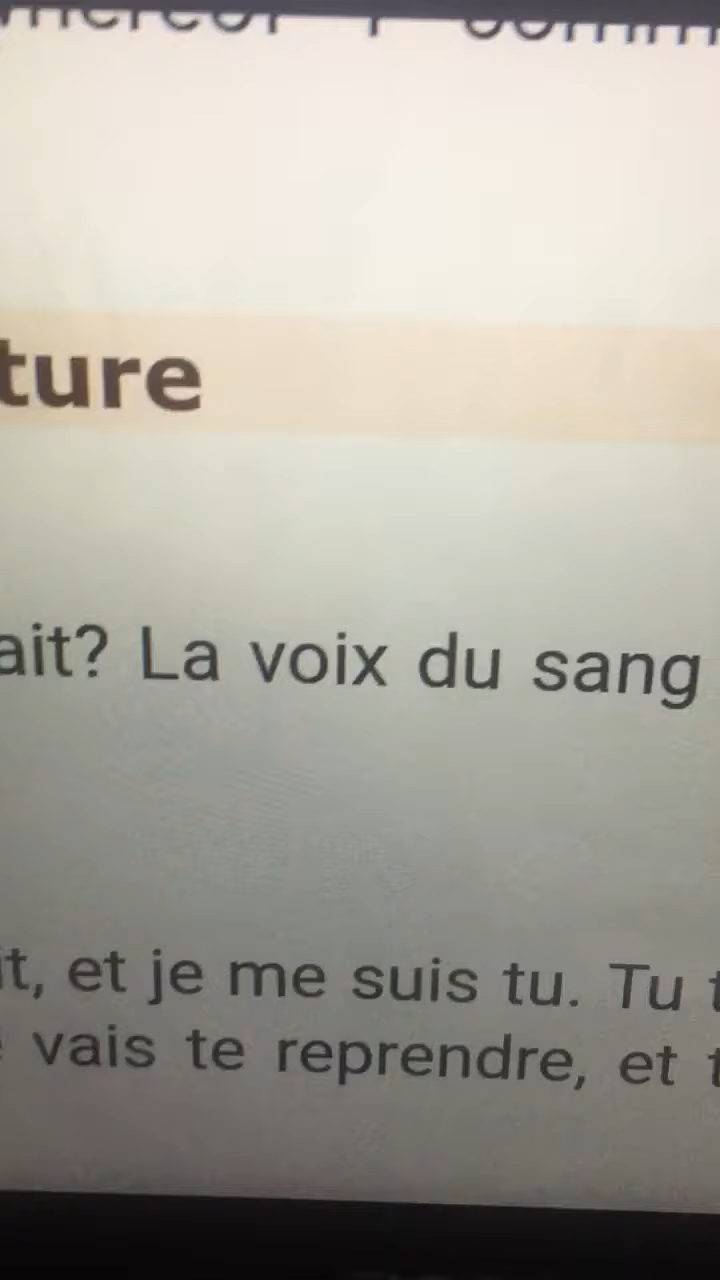 ture
ait? La voix du sang
it, et je me suis tu. Tu t
vais te reprendre, et t